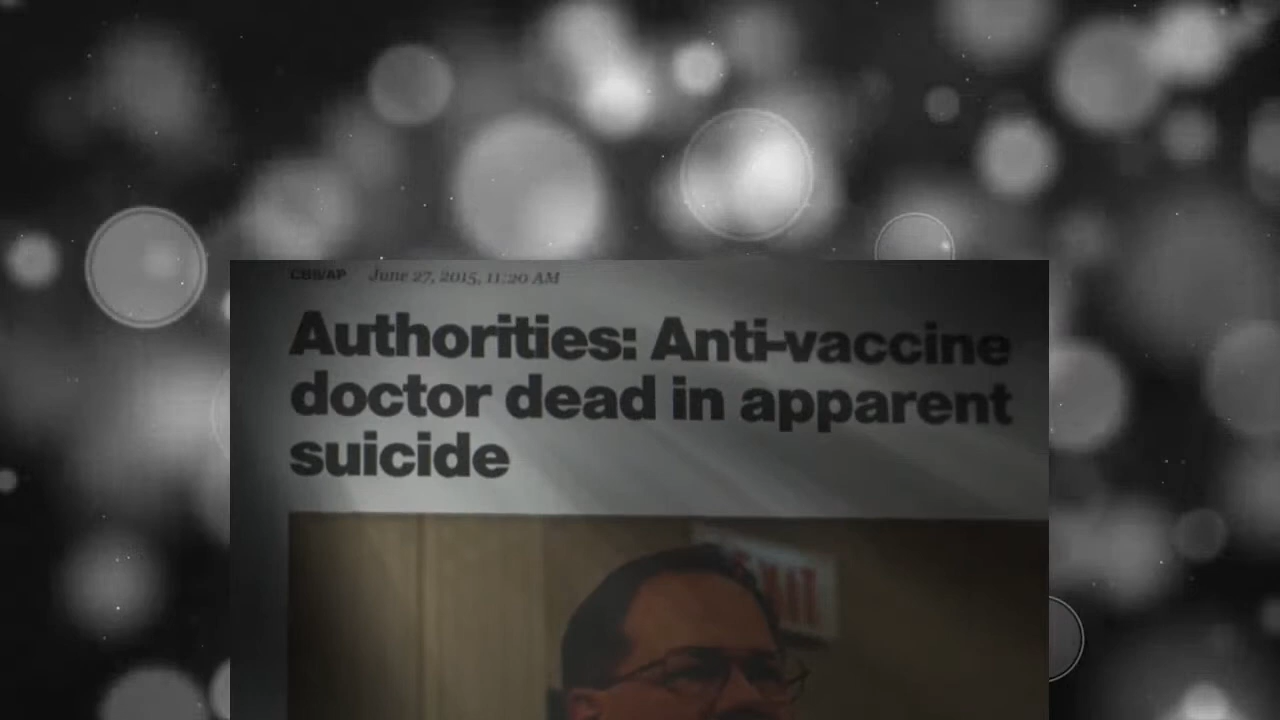 CBS/AP June 27, 2015, 11:20 AM
Authorities: Anti-vaccine
doctor dead in apparent
suicide